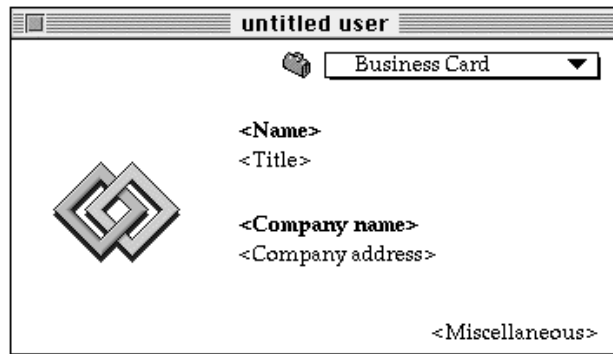 untitled user
Business Card
<Name>
<Title>
<Company name>
<Company address>
<Miscellaneous>